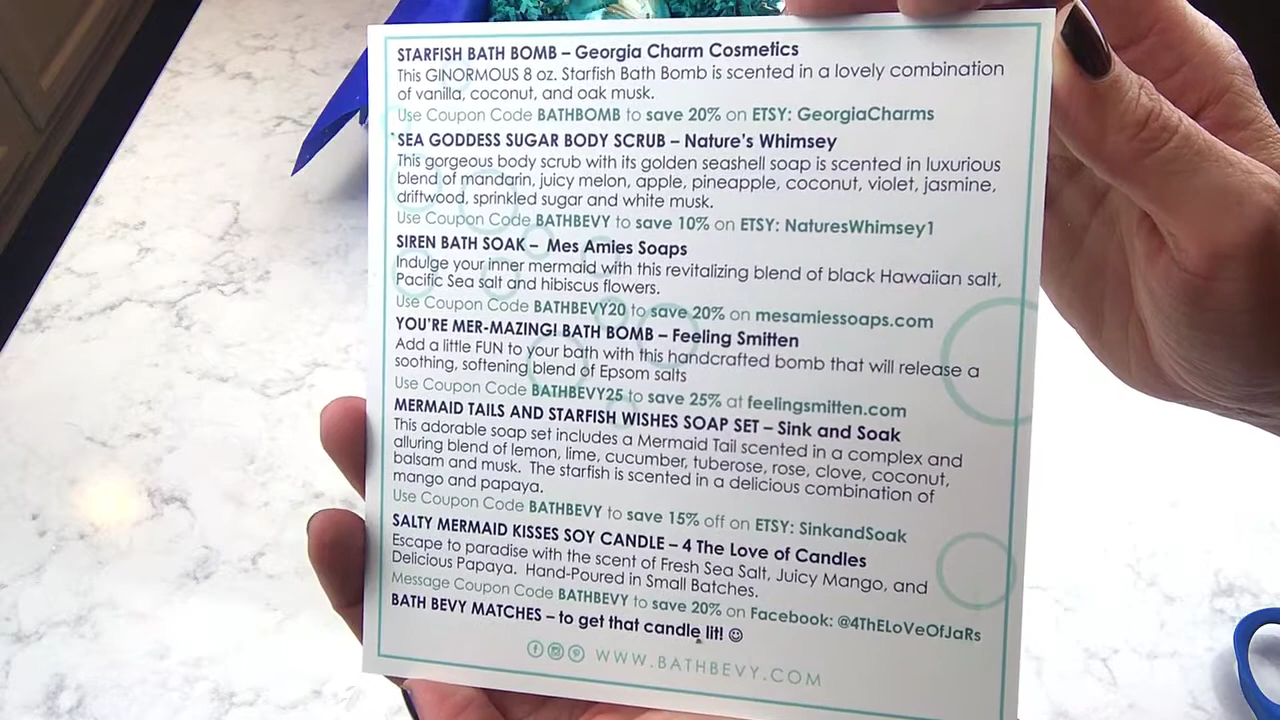 STARFISH BATH BOMB – Georgia Charm Cosmetics
This GINORMOUS 8 oz. Starfish Bath Bomb is scented in a lovely combination
of vanilla, coconut, and oak musk.
Use Coupon Code BATHBOMB to save 20% on ETSY: GeorgiaCharms
SEA GODDESS SUGAR BODY SCRUB – Nature's Whimsey
This gorgeous body scrub with its golden seashell soap is scented in luxurious
blend of mandarin, juicy melon, apple, pineapple, coconut, violet, jasmine,
driftwood, sprinkled sugar and white musk.
Use Coupon Code BATHBEVY to save 10% on ETSY: NaturesWhimsey1
SIREN BATH SOAK – Mes Amies Soaps
Indulge your inner mermaid with this revitalizing blend of black Hawaiian salt,
Pacific Sea salt and hibiscus flowers.
Use Coupon Code BATHBEVY20 to save 20% on mesamiessoaps.com
YOU'RE MER-MAZING! BATH BOMB – Feeling Smitten
Add a little FUN to your bath with this handcrafted bomb that will release a
soothing, softening blend of Epsom salts
Use Coupon Code BATHBEVY25 to save 25% at feelingsmitten.com
MERMAID TAILS AND STARFISH WISHES SOAP SET – Sink and Soak
This adorable soap set includes a Mermaid Tail scented in a complex and
alluring blend of lemon, lime, cucumber, tuberose, rose, clove, coconut,
balsam and musk. The starfish is scented in a delicious combination of
mango and papaya.
Use Coupon Code BATHBEVY to save 15% off on ETSY: SinkandSoak
SALTY MERMAID KISSES SOY CANDLE – 4 The Love of Candles
Escape to paradise with the scent of Fresh Sea Salt, Juicy Mango, and
Delicious Papaya. Hand-Poured in Small Batches.
Message Coupon Code BATHBEVY to save 20% on Facebook: @4ThELoVeOfJaRs
BATH BEVY MATCHES – to get that candle lit! ☺
WWW.BATHBEVY.COM